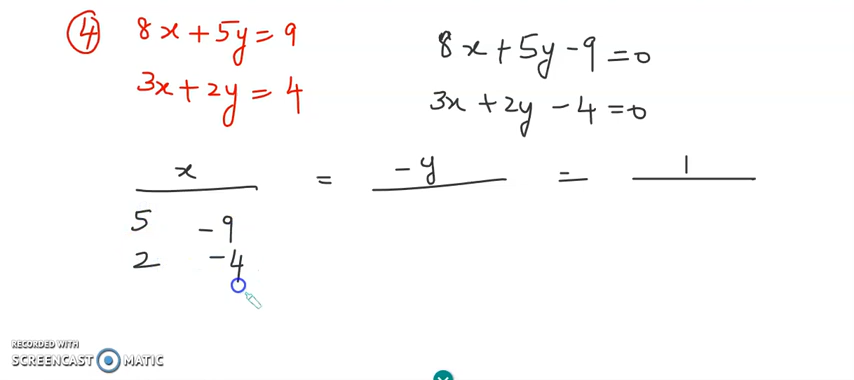 ④ 8x + 5y = 9
3x + 2y = 4
8x + 5y - 9 = 0
3x + 2y - 4 = 0
x = -y = 1
5 -9
2 -4
RECORDED WITH
SCREENCAST MATIC